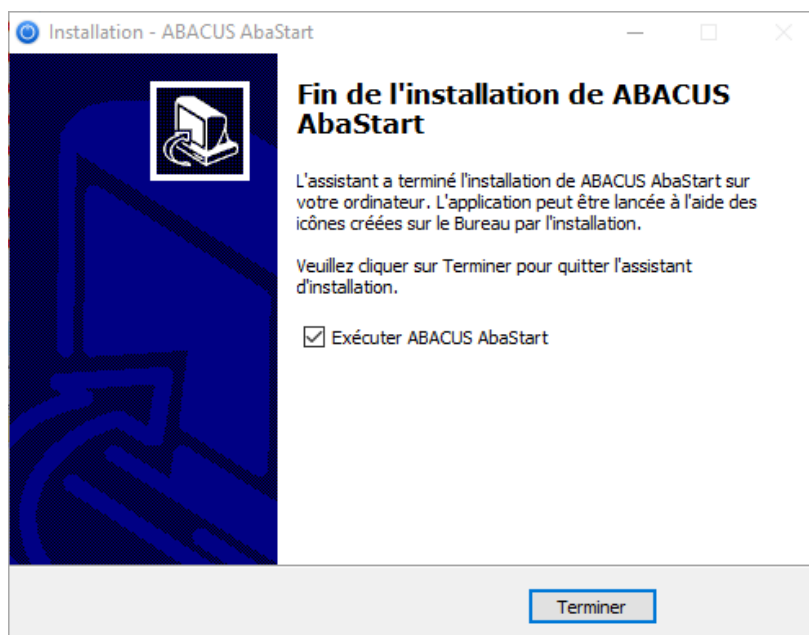 Installation - ABACUS AbaStart
Fin de l'installation de ABACUS
AbaStart
L'assistant a terminé l'installation de ABACUS AbaStart sur
votre ordinateur. L'application peut être lancée à l'aide des
icônes créées sur le Bureau par l'installation.
Veuillez cliquer sur Terminer pour quitter l'assistant
d'installation.
Exécuter ABACUS AbaStart
Terminer